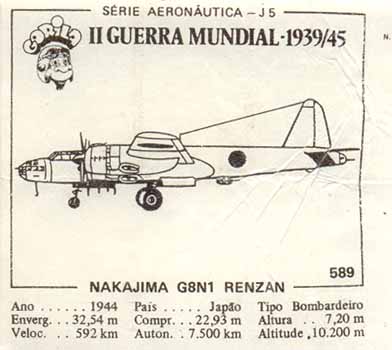 SÉRIE AERONÁUTICA - J 5
GABRIO
II GUERRA MUNDIAL-1939/45
N.
589
NAKAJIMA G8N1 RENZAN
Ano ...... 1944 País ..... Japão Tipo Bombardeiro
Enverg. .. 32,54 m Compr. .. 22,93 m Altura .. 7,20 m
Veloc. .. 592 km Auton. . 7.500 km Altitude .10.200 m